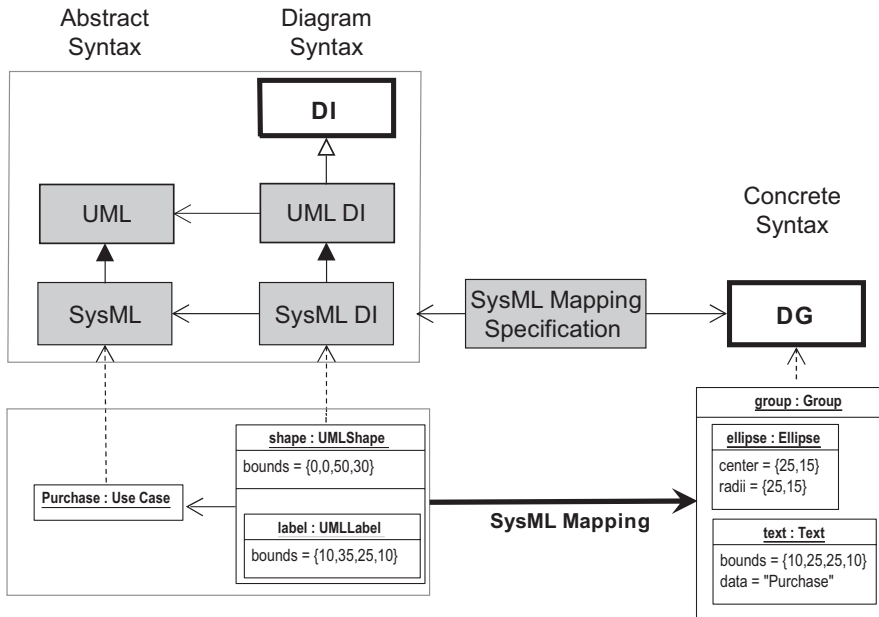 Abstract
Syntax
Diagram
Syntax
DI
UML
UML DI
Concrete
Syntax
SysML
SysML DI
SysML Mapping
Specification
DG
group : Group
shape : UMLShape
bounds = {0,0,50,30}
ellipse : Ellipse
center = {25,15}
radii = {25,15}
Purchase : Use Case
SysML Mapping
label : UMLLabel
bounds = {10,35,25,10}
text : Text
bounds = {10,25,25,10}
data = "Purchase"